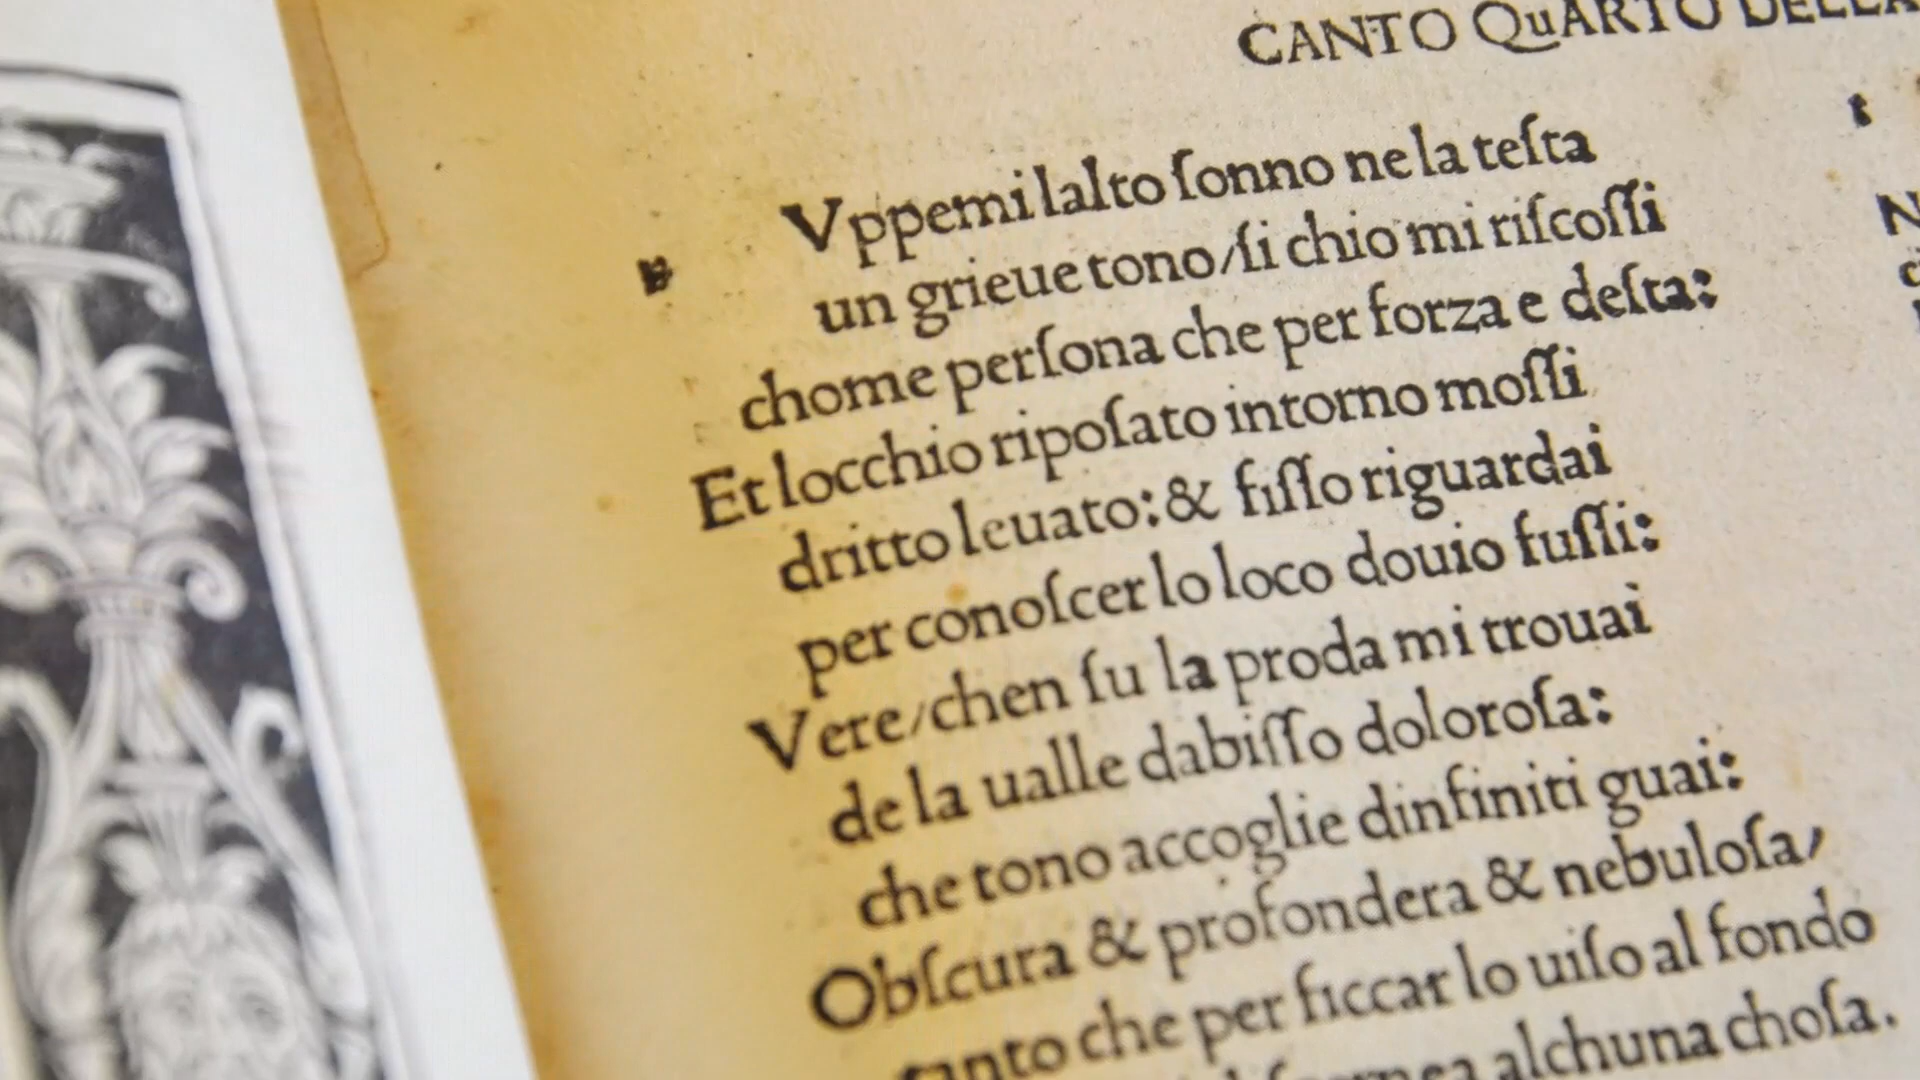 CANTO QuARTO DELLA
r
Vppemi lalto ſonno ne la teſta
un grieue tono/ſi chio mi riſcoſſi
chome perſona che per forza e deſta:
Et locchio ripoſato intorno moſſi
dritto leuato:& fiſſo riguardai
per conoſcer lo loco douio fuſſi:
Vere/chen ſu la proda mi trouai
de la ualle dabiſſo doloroſa:
che tono accoglie dinfiniti guai:
Obſcura & profondera & nebuloſa/
tanto che per ficcar lo uiſo al fondo
alchuna choſa.